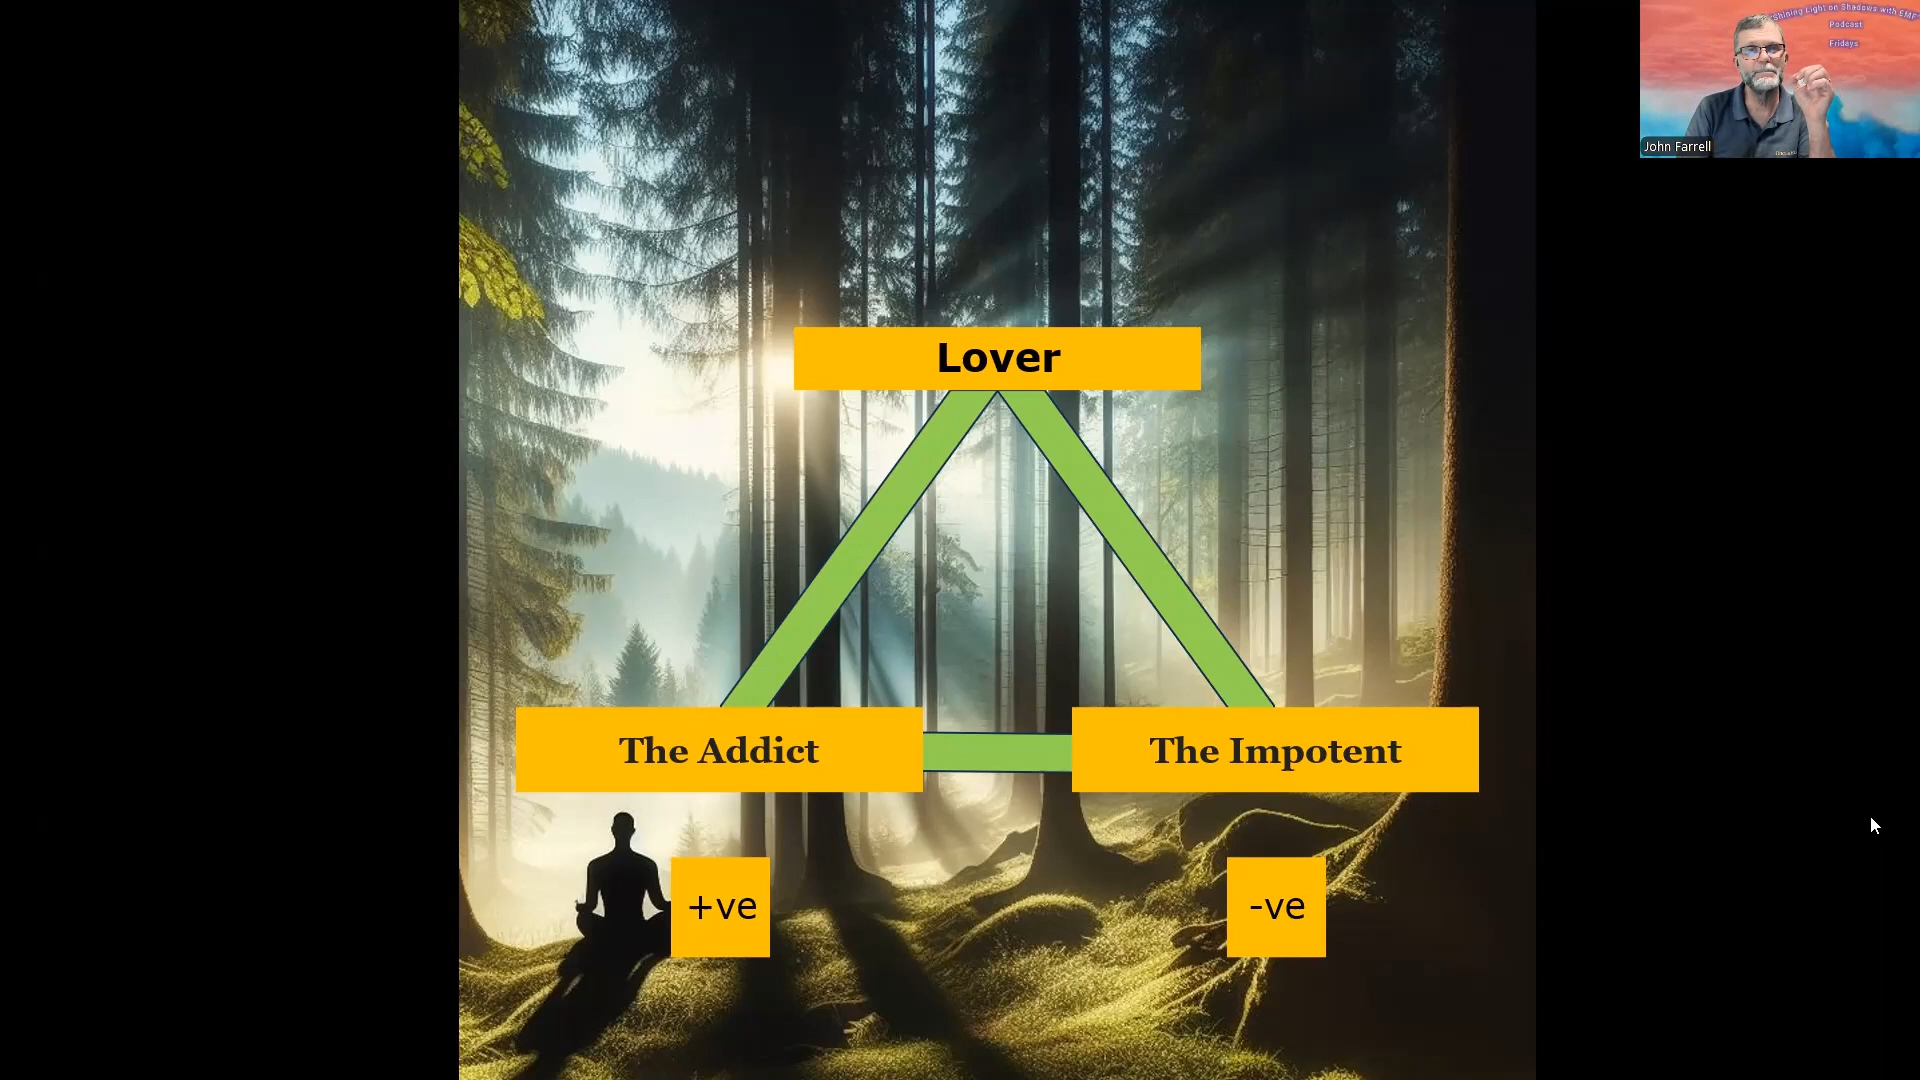 Shining Light on Shadows with EMF
Podcast
Fridays
John Farrell
Lover
The Addict
The Impotent
+ve
-ve